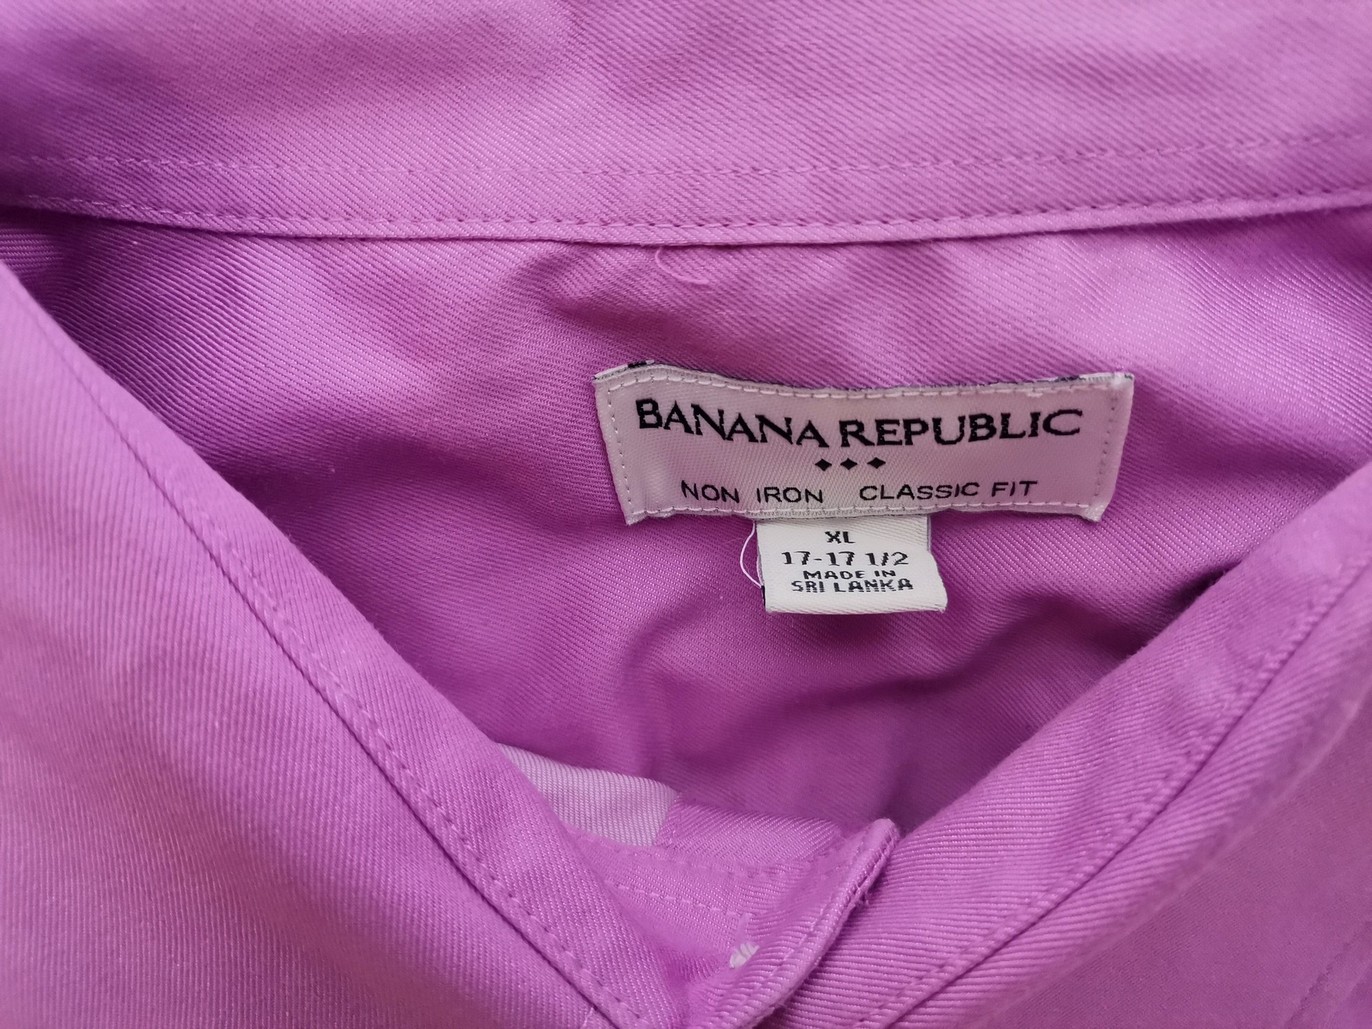 BANANA REPUBLIC
NON IRON CLASSIC FIT
XL
17-17 1/2
MADE IN
SRI LANKA